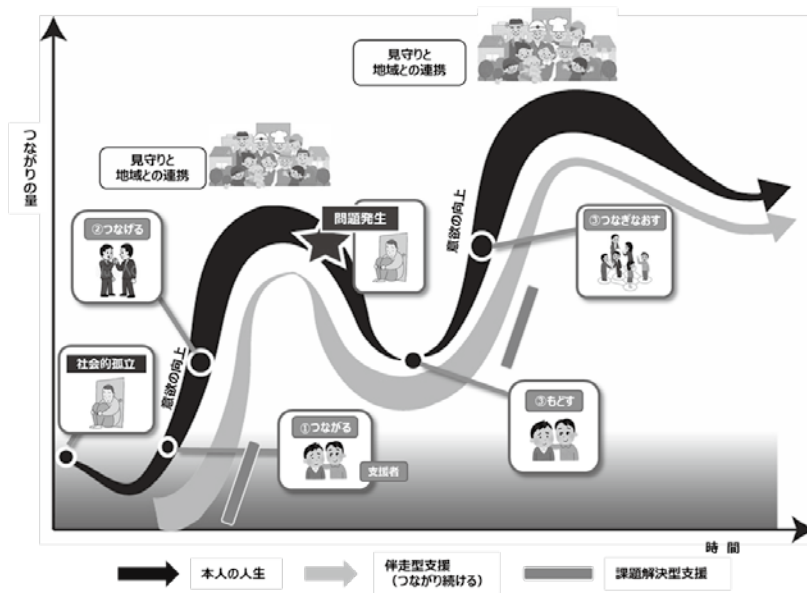 見守りと
地域との連携
つながりの量
見守りと
地域との連携
②つなげる
問題発生
意欲の向上
③つなぎなおす
社会的孤立
意欲の向上
①つながる
支援者
③もどす
時 間
本人の人生
伴走型支援
(つながり続ける)
課題解決型支援